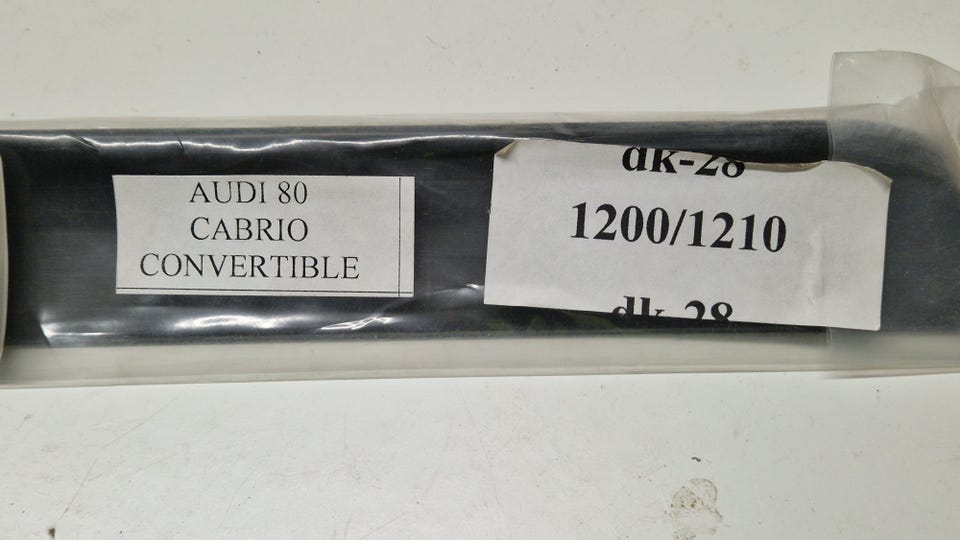 AUDI 80
CABRIO
CONVERTIBLE
dk-28
1200/1210
dk-28